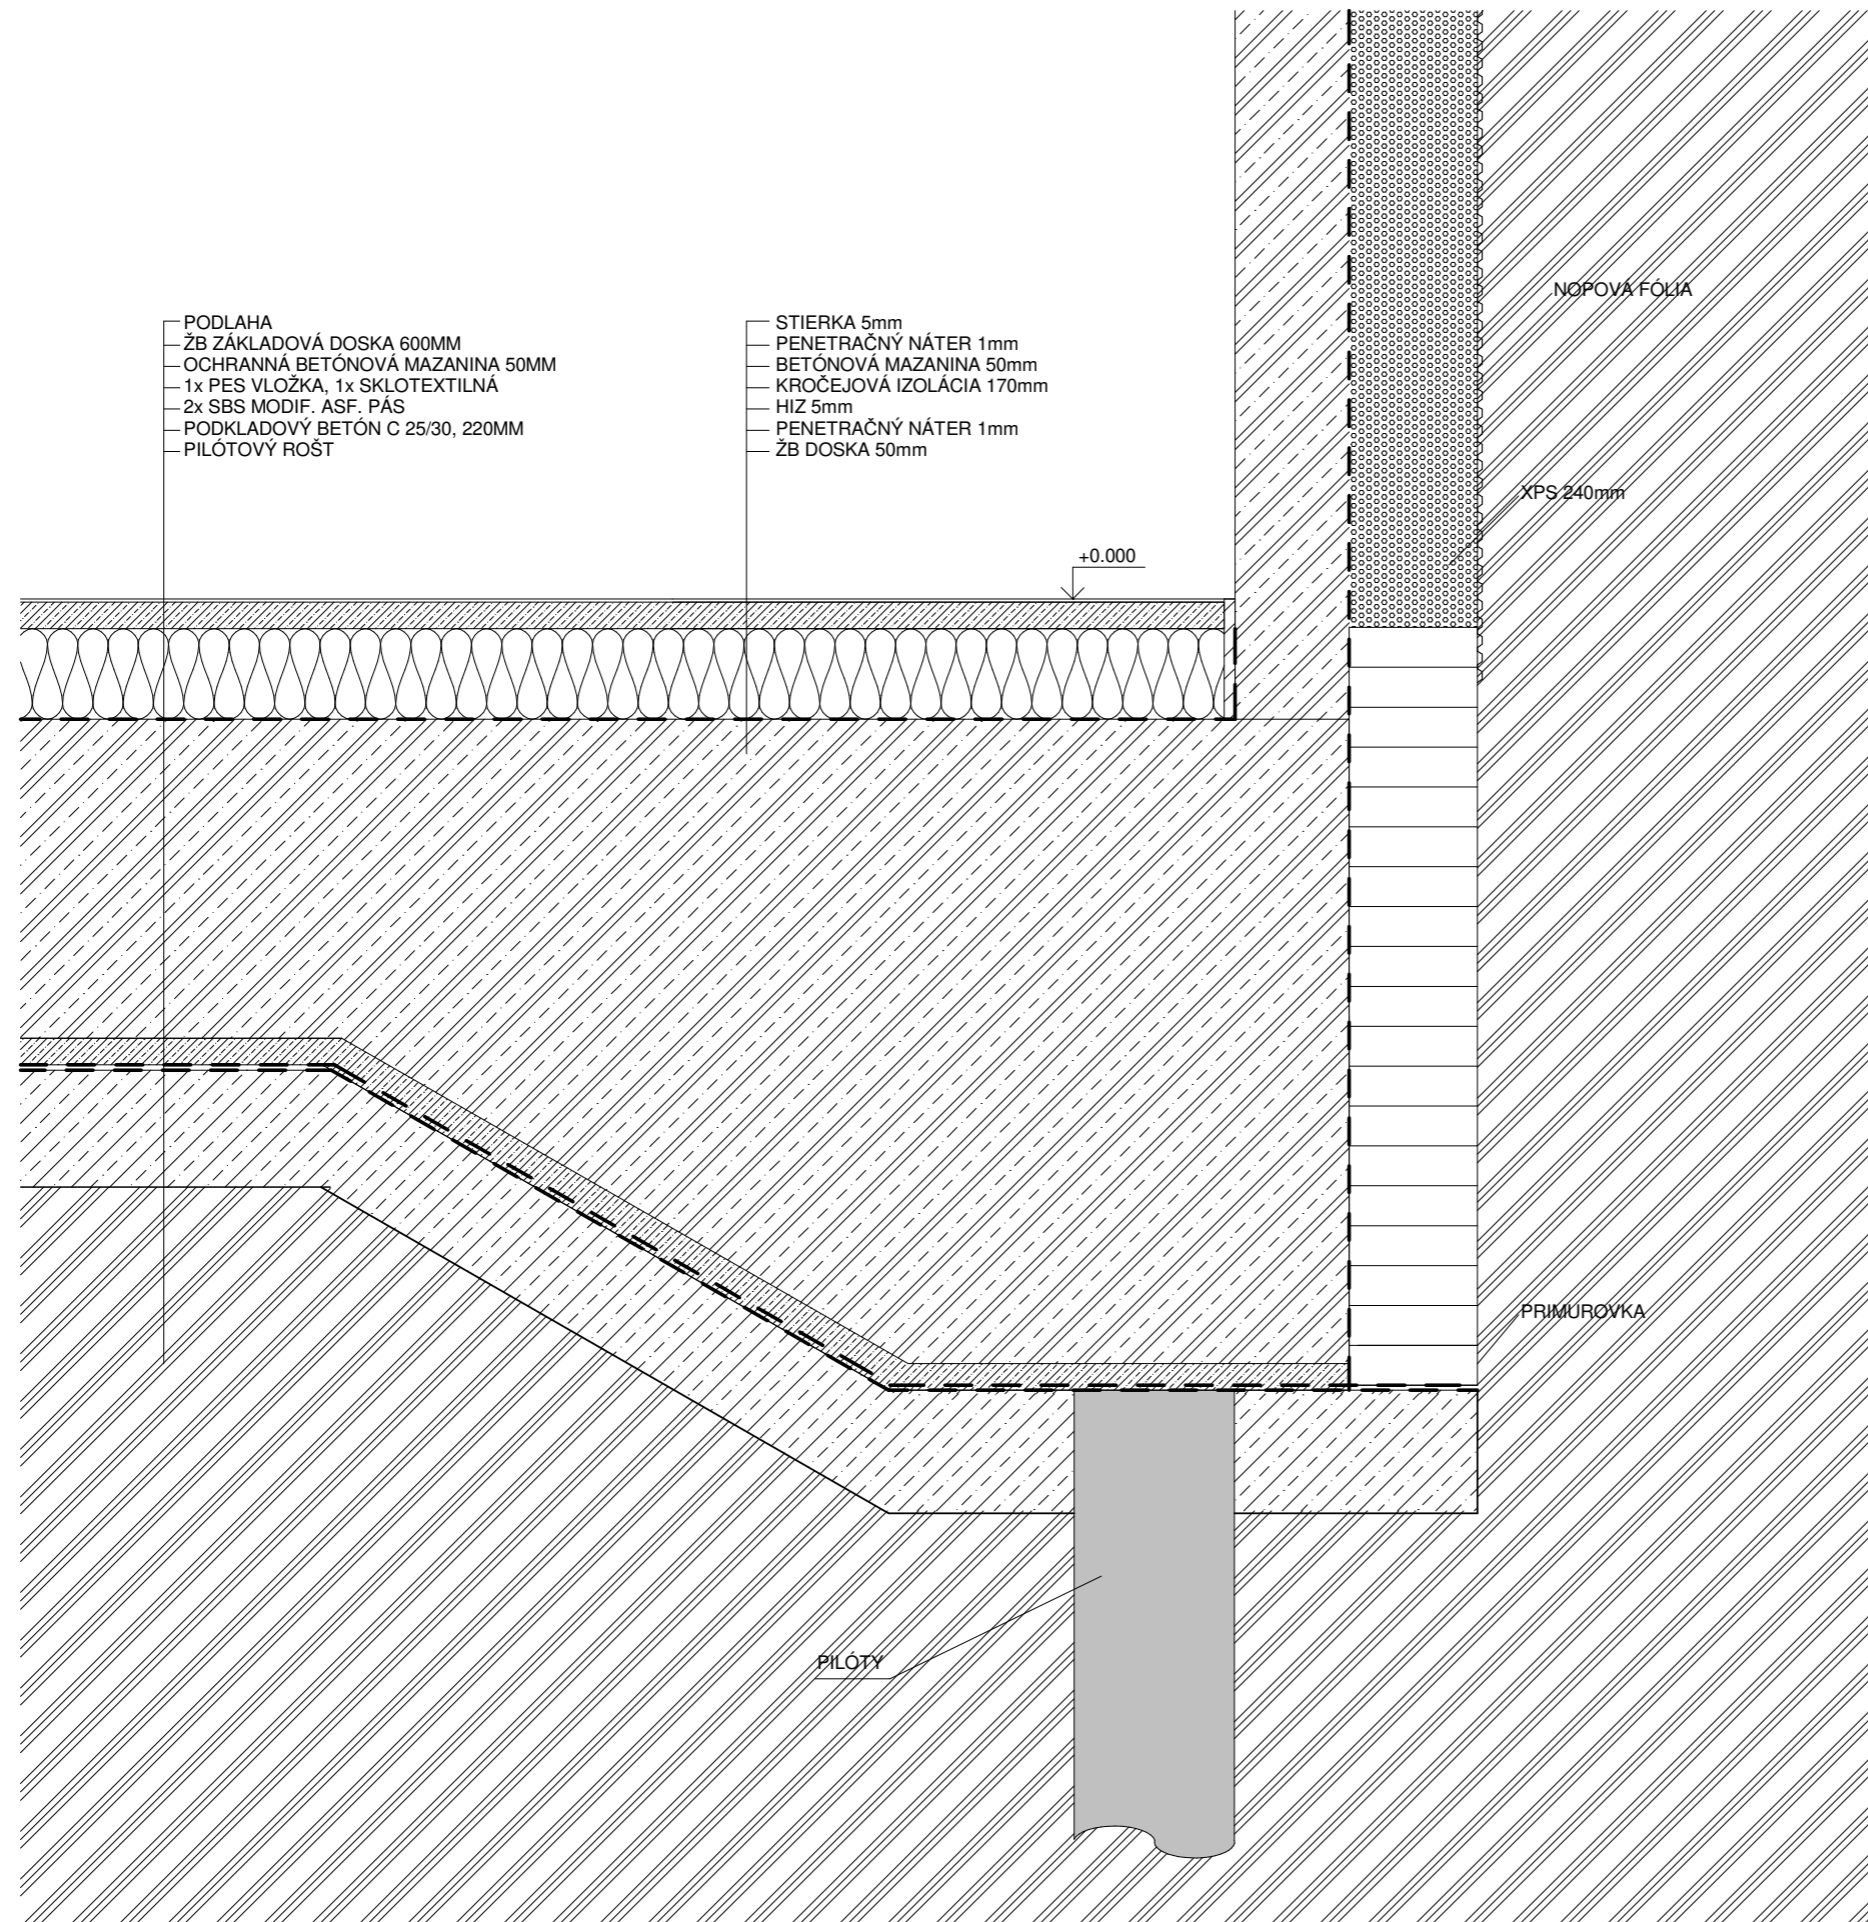 PODLAHA
ŽB ZÁKLADOVÁ DOSKA 600MM
OCHRANNÁ BETÓNOVÁ MAZANINA 50MM
1x PES VLOŽKA, 1x SKLOTEXTILNÁ
2x SBS MODIF. ASF. PÁS
PODKLADOVÝ BETÓN C 25/30, 220MM
PILÓTOVÝ ROŠT
STIERKA 5mm
PENETRAČNÝ NÁTER 1mm
BETÓNOVÁ MAZANINA 50mm
KROČEJOVÁ IZOLÁCIA 170mm
HIZ 5mm
PENETRAČNÝ NÁTER 1mm
ŽB DOSKA 50mm
NOPOVÁ FÓLIA
XPS 240mm
+0.000
PRIMUROVKA
PILÓTY